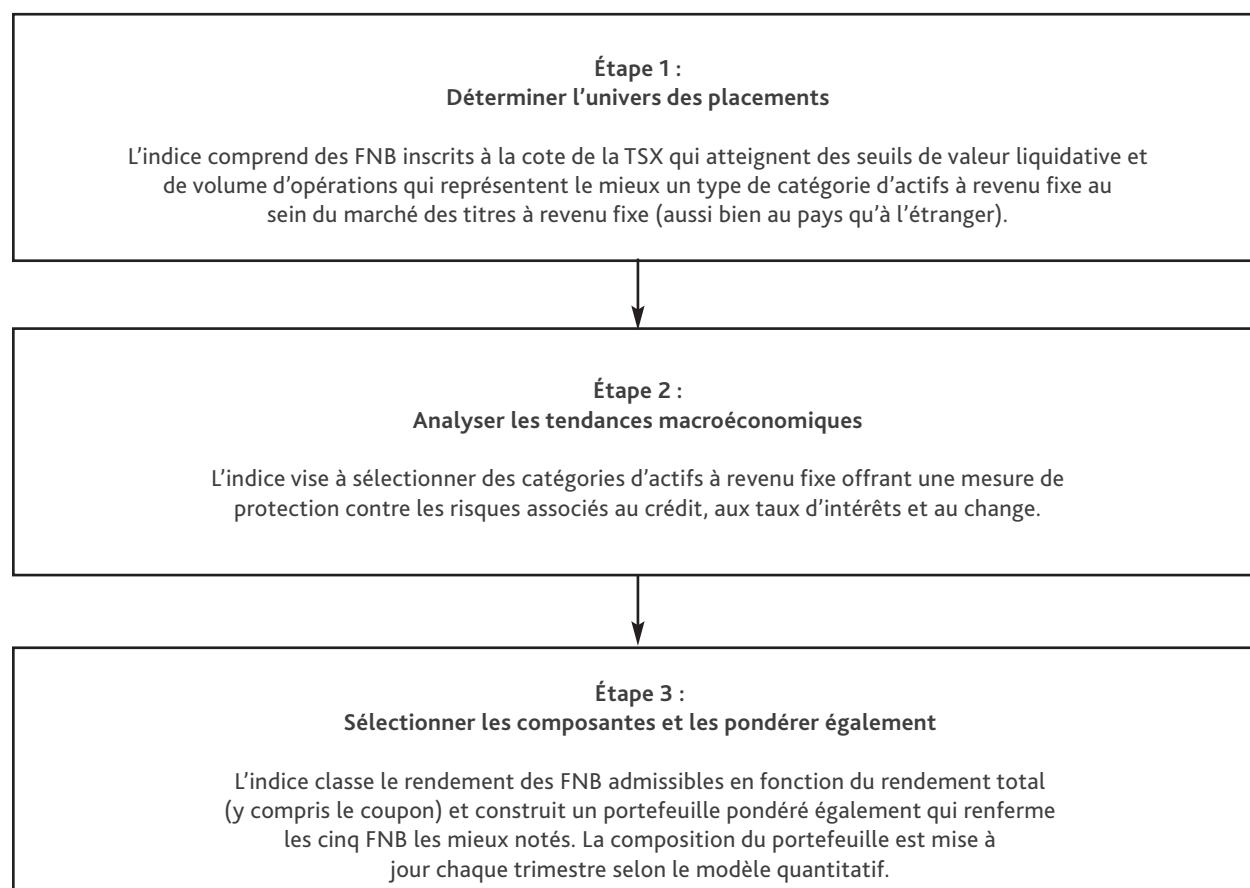 Étape 1 :
Déterminer l’univers des placements
L’indice comprend des FNB inscrits à la cote de la TSX qui atteignent des seuils de valeur liquidative et
de volume d’opérations qui représentent le mieux un type de catégorie d’actifs à revenu fixe au
sein du marché des titres à revenu fixe (aussi bien au pays qu’à l’étranger).
Étape 2 :
Analyser les tendances macroéconomiques
L’indice vise à sélectionner des catégories d’actifs à revenu fixe offrant une mesure de
protection contre les risques associés au crédit, aux taux d’intérêts et au change.
Étape 3 :
Sélectionner les composantes et les pondérer également
L’indice classe le rendement des FNB admissibles en fonction du rendement total
(y compris le coupon) et construit un portefeuille pondéré également qui renferme
les cinq FNB les mieux notés. La composition du portefeuille est mise à
jour chaque trimestre selon le modèle quantitatif.